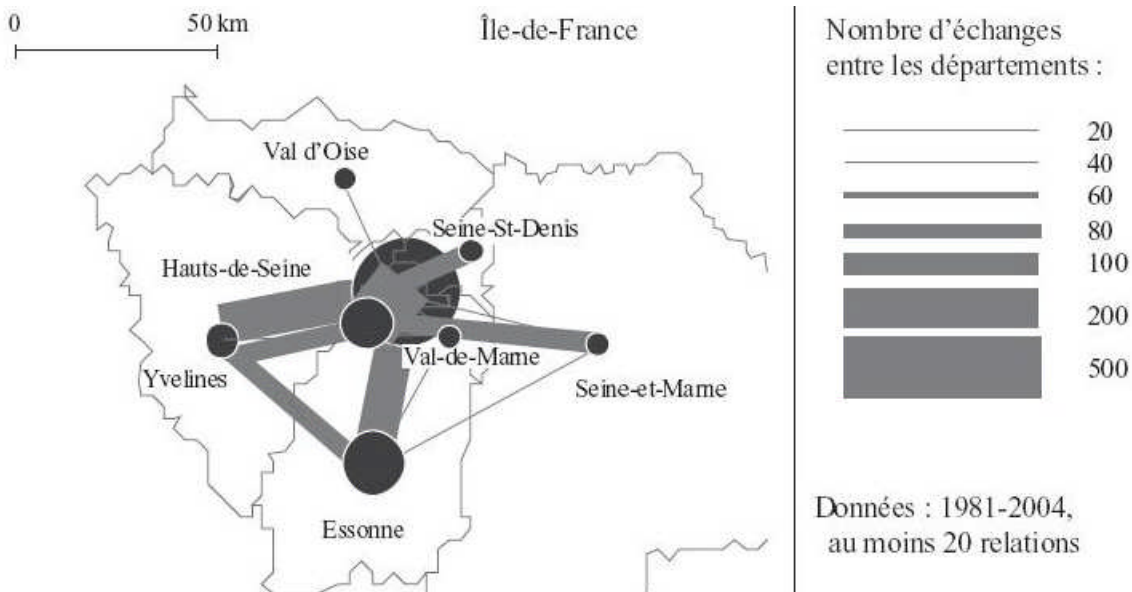 0
50 km
Île-de-France
Val d'Oise
Seine-St-Denis
Hauts-de-Seine
Val-de-Marne
Yvelines
Seine-et-Marne
Essonne
Nombre d'échanges
entre les départements :
20
40
60
80
100
200
500
Données : 1981-2004,
au moins 20 relations